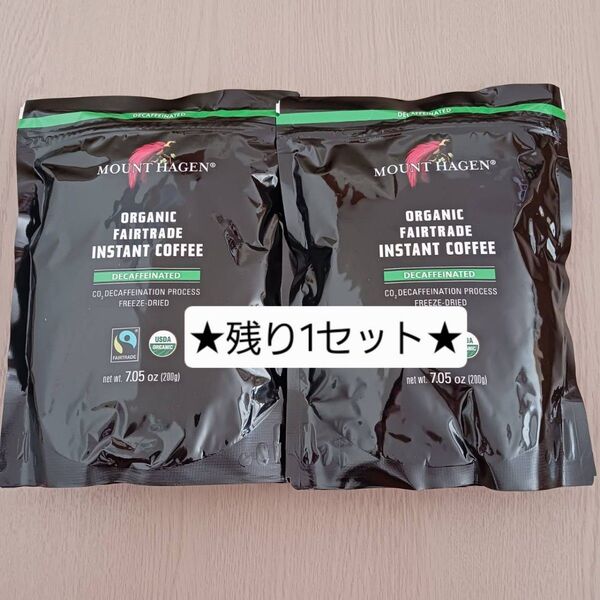 DECAFFEINATED
MOUNT HAGEN®
ORGANIC
FAIRTRADE
INSTANT COFFEE
DECAFFEINATED
CO₂ DECAFFEINATION PROCESS
FREEZE-DRIED
FAIRTRADE
USDA
ORGANIC
net wt. 7.05 oz (200g)
DECAFFEINATED
MOUNT HAGEN®
ORGANIC
FAIRTRADE
INSTANT COFFEE
DECAFFEINATED
CO₂ DECAFFEINATION PROCESS
FREEZE-DRIED
net wt. 7.05 oz (200g)
★残り1セット★